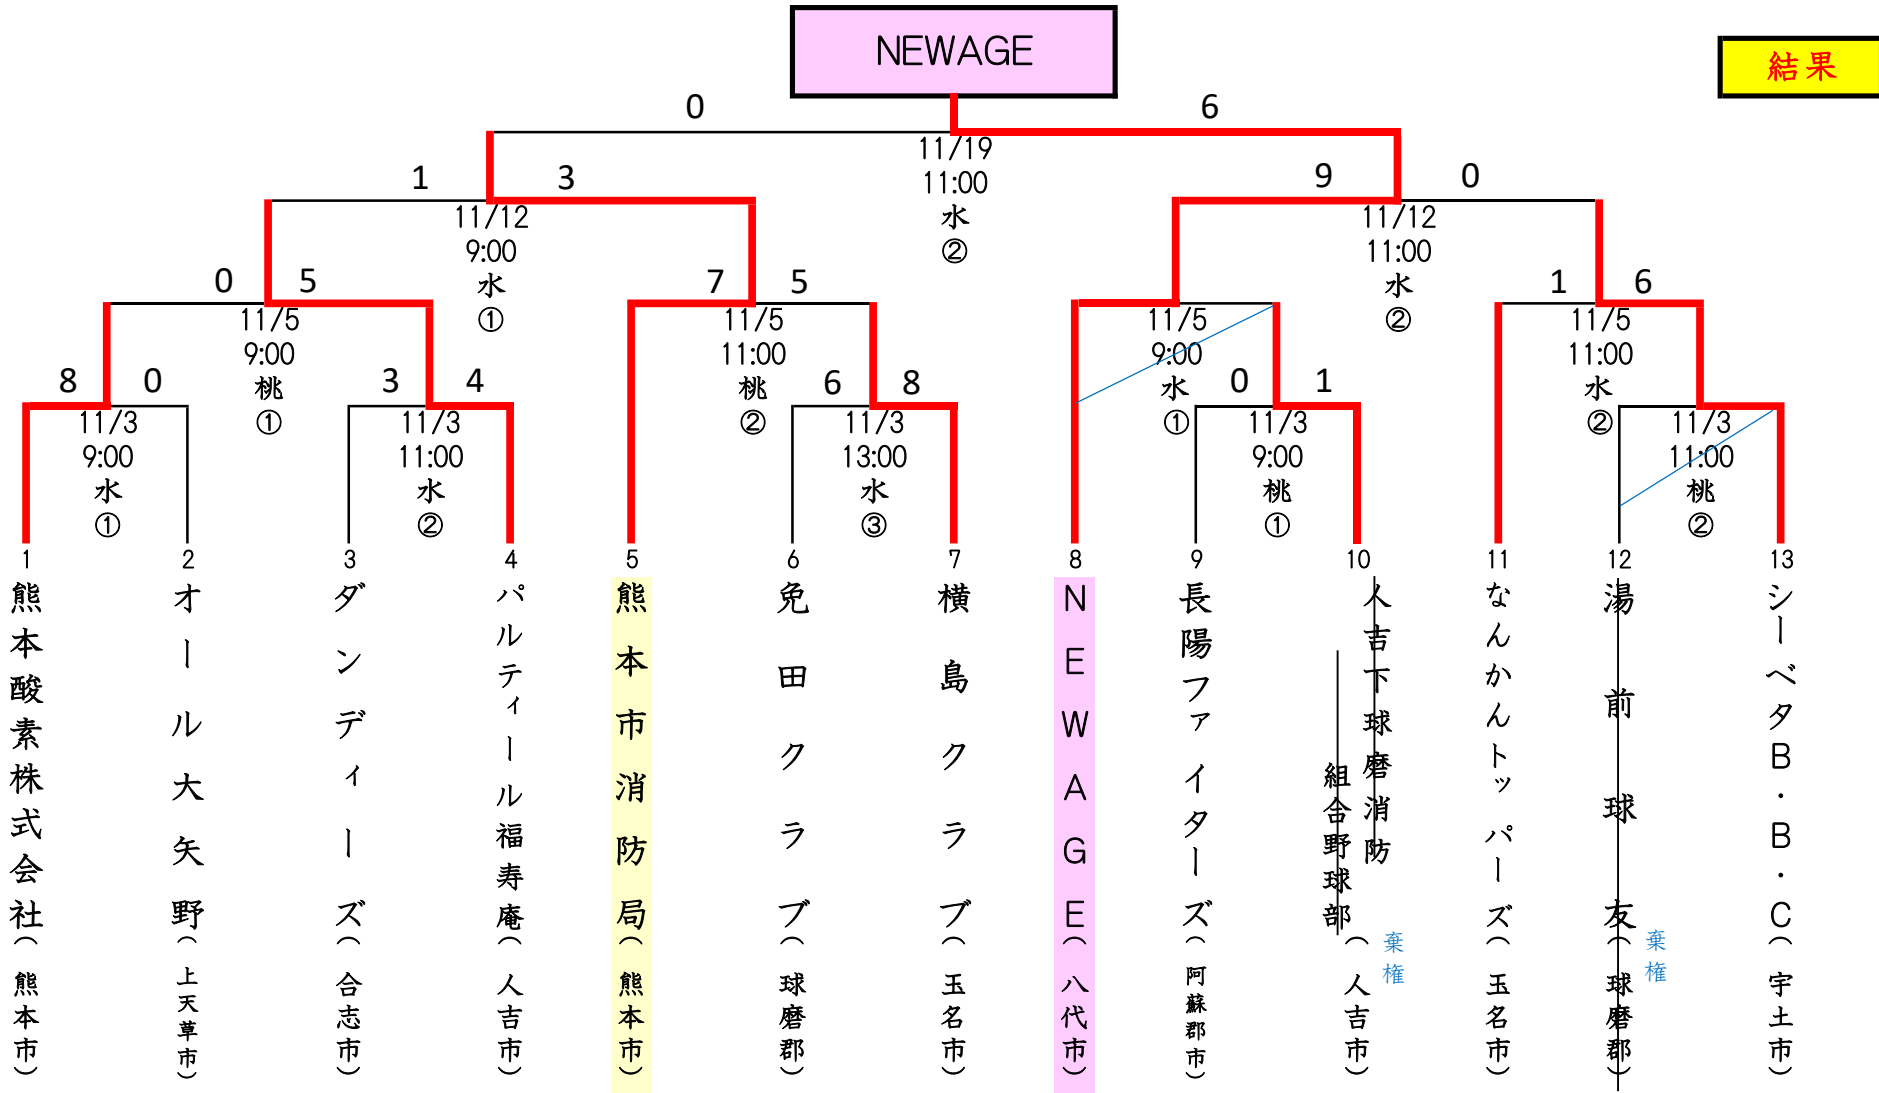 NEWAGE
結果
0
6
11/19
11:00
水
②
1
3
11/12
9:00
水
①
9
0
11/12
11:00
水
②
0
5
11/5
9:00
桃
①
7
5
11/5
11:00
桃
②
11/5
9:00
水
①
1
6
11/5
11:00
水
②
8
0
11/3
9:00
水
①
3
4
11/3
11:00
水
②
6
8
11/3
13:00
水
③
0
1
11/3
9:00
桃
①
11/3
11:00
桃
②
1
熊本酸素株式会社(熊本市)
2
オール大矢野(上天草市)
3
ダンディーズ(合志市)
4
パルティール福寿庵(人吉市)
5
熊本市消防局(熊本市)
6
免田クラブ(球磨郡)
7
横島クラブ(玉名市)
8
NEWAGE(八代市)
9
長陽ファイターズ(阿蘇郡市)
10
人吉下球磨消防
組合野球部(人吉市)
棄権
11
なんかんトッパーズ(玉名市)
12
湯前球友(球磨郡)
棄権
13
シーベタB・B・C(宇土市)